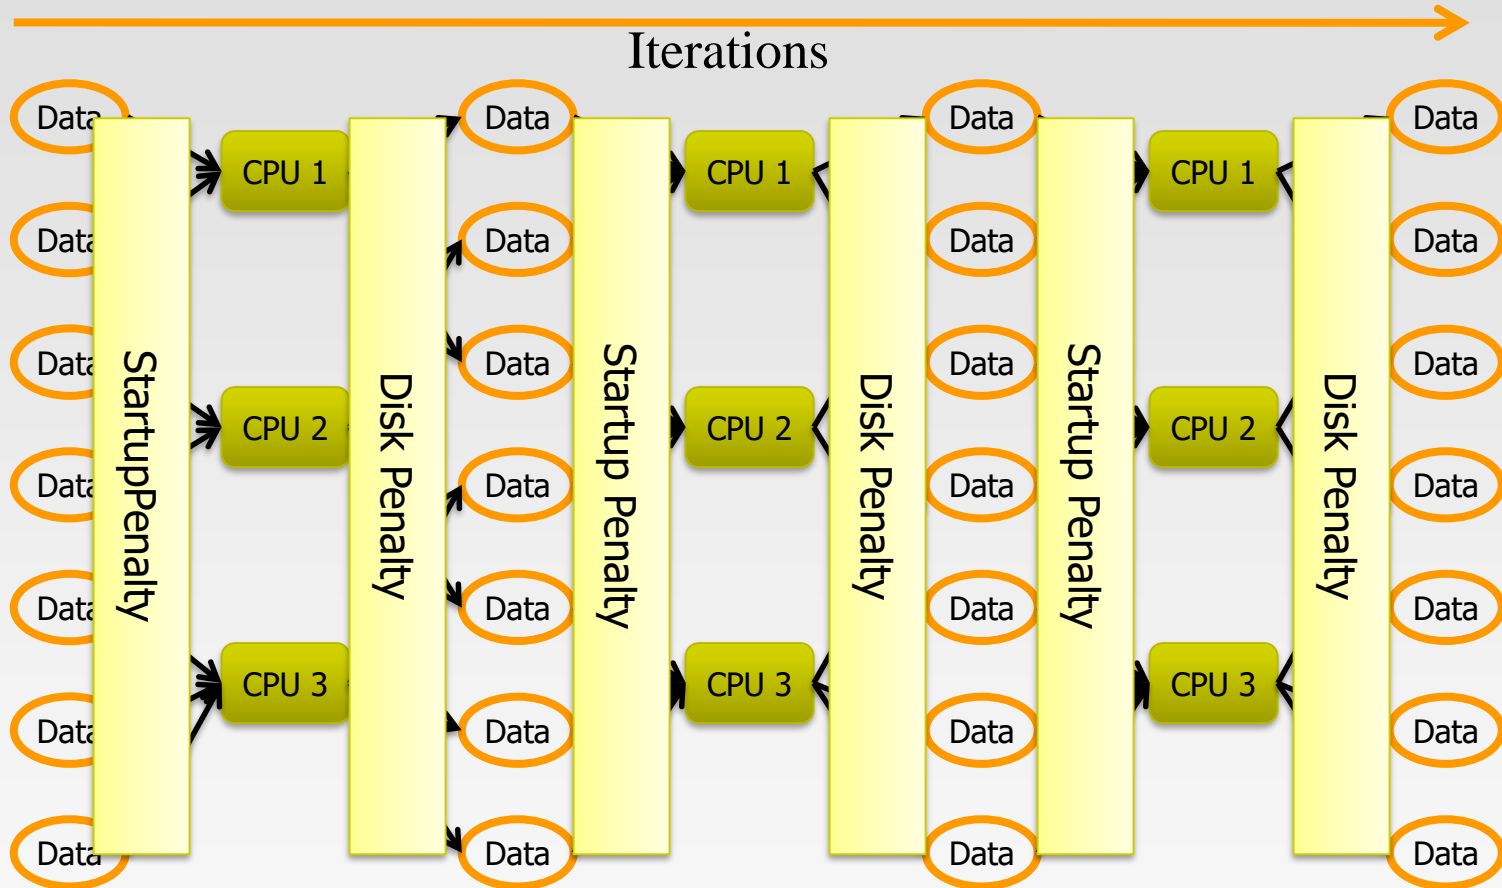 Iterations
Data
Data
Data
Data
Data
Data
Data
StartupPenalty
CPU 1
CPU 2
CPU 3
Disk Penalty
Data
Data
Data
Data
Data
Data
Data
Startup Penalty
CPU 1
CPU 2
CPU 3
Disk Penalty
Data
Data
Data
Data
Data
Data
Data
Startup Penalty
CPU 1
CPU 2
CPU 3
Disk Penalty
Data
Data
Data
Data
Data
Data
Data